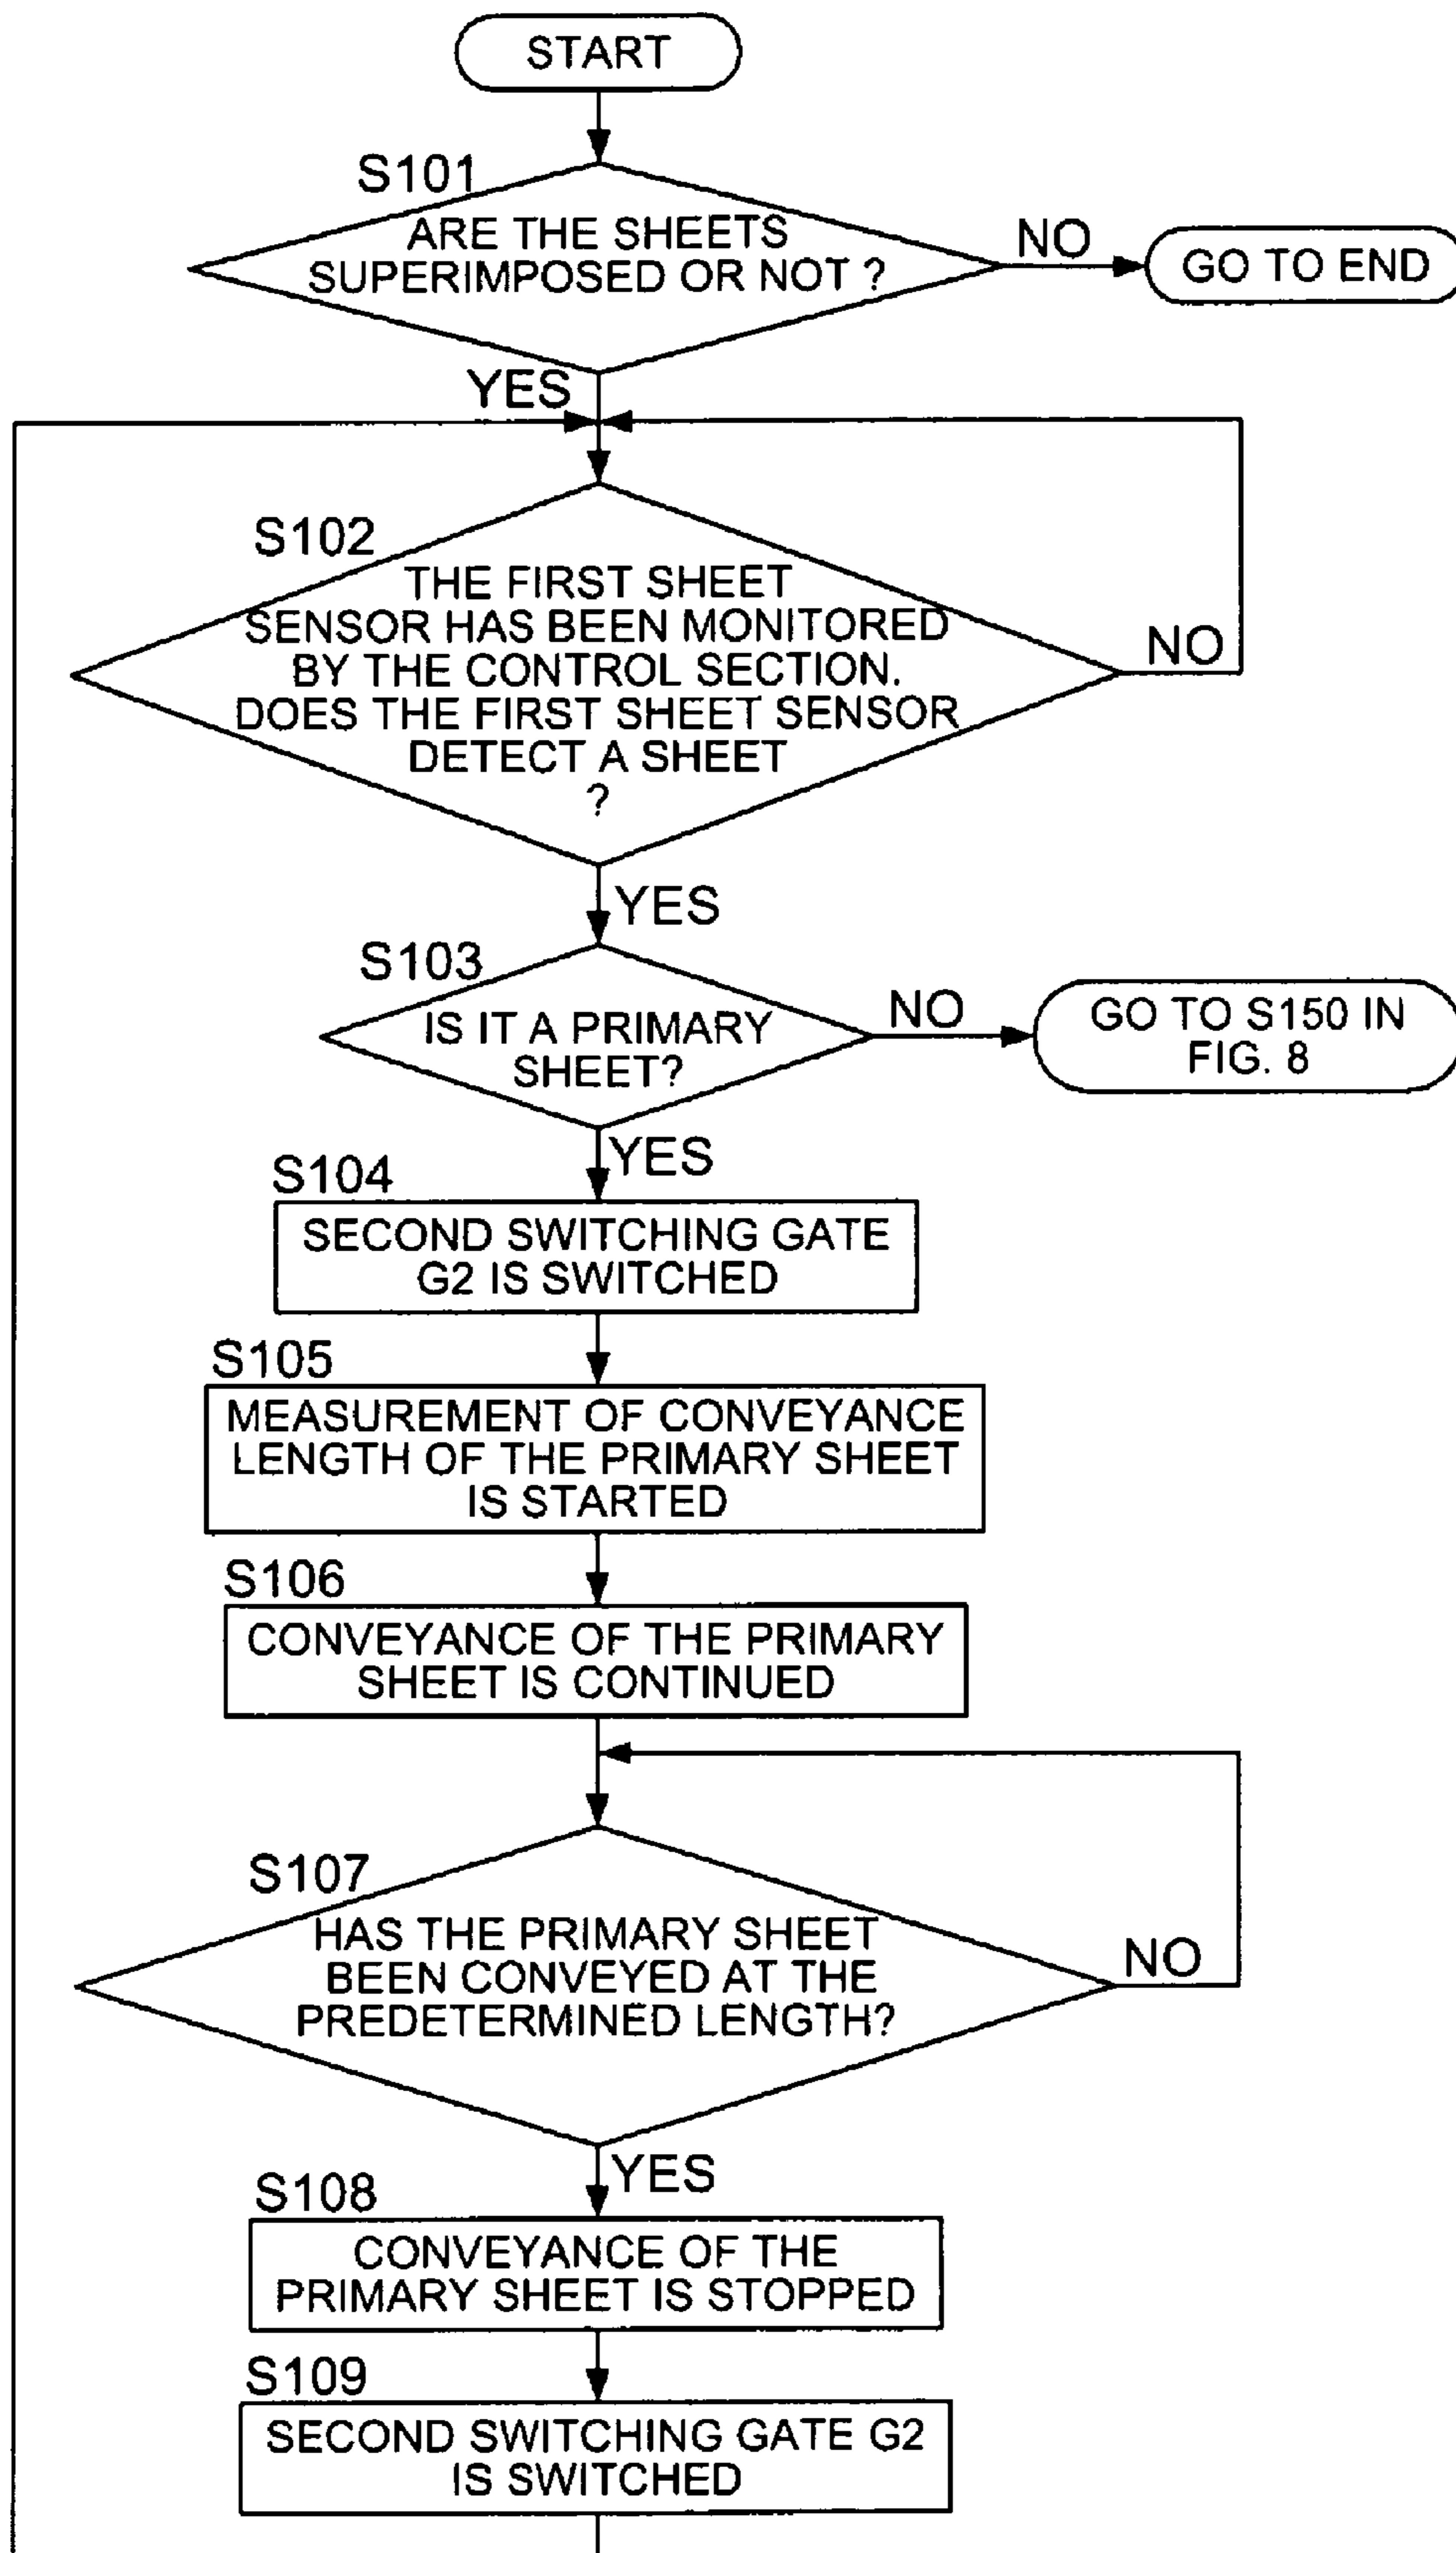 START
S101
ARE THE SHEETS
SUPERIMPOSED OR NOT ?
NO
GO TO END
YES
S102
THE FIRST SHEET
SENSOR HAS BEEN MONITORED
BY THE CONTROL SECTION.
DOES THE FIRST SHEET SENSOR
DETECT A SHEET
?
NO
YES
S103
IS IT A PRIMARY
SHEET?
NO
GO TO S150 IN
FIG. 8
YES
S104
SECOND SWITCHING GATE
G2 IS SWITCHED
S105
MEASUREMENT OF CONVEYANCE
LENGTH OF THE PRIMARY SHEET
IS STARTED
S106
CONVEYANCE OF THE PRIMARY
SHEET IS CONTINUED
S107
HAS THE PRIMARY SHEET
BEEN CONVEYED AT THE
PREDETERMINED LENGTH?
NO
YES
S108
CONVEYANCE OF THE
PRIMARY SHEET IS STOPPED
S109
SECOND SWITCHING GATE G2
IS SWITCHED